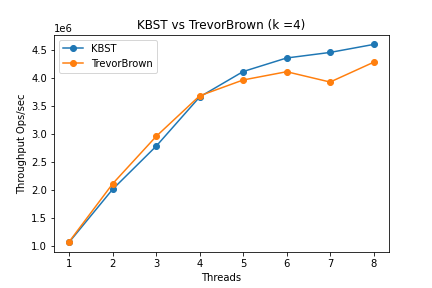 KBST vs TrevorBrown (k =4)
1e6
KBST
TrevorBrown
4.5
4.0
3.5
3.0
2.5
2.0
1.5
1.0
Throughput Ops/sec
1 2 3 4 5 6 7 8
Threads